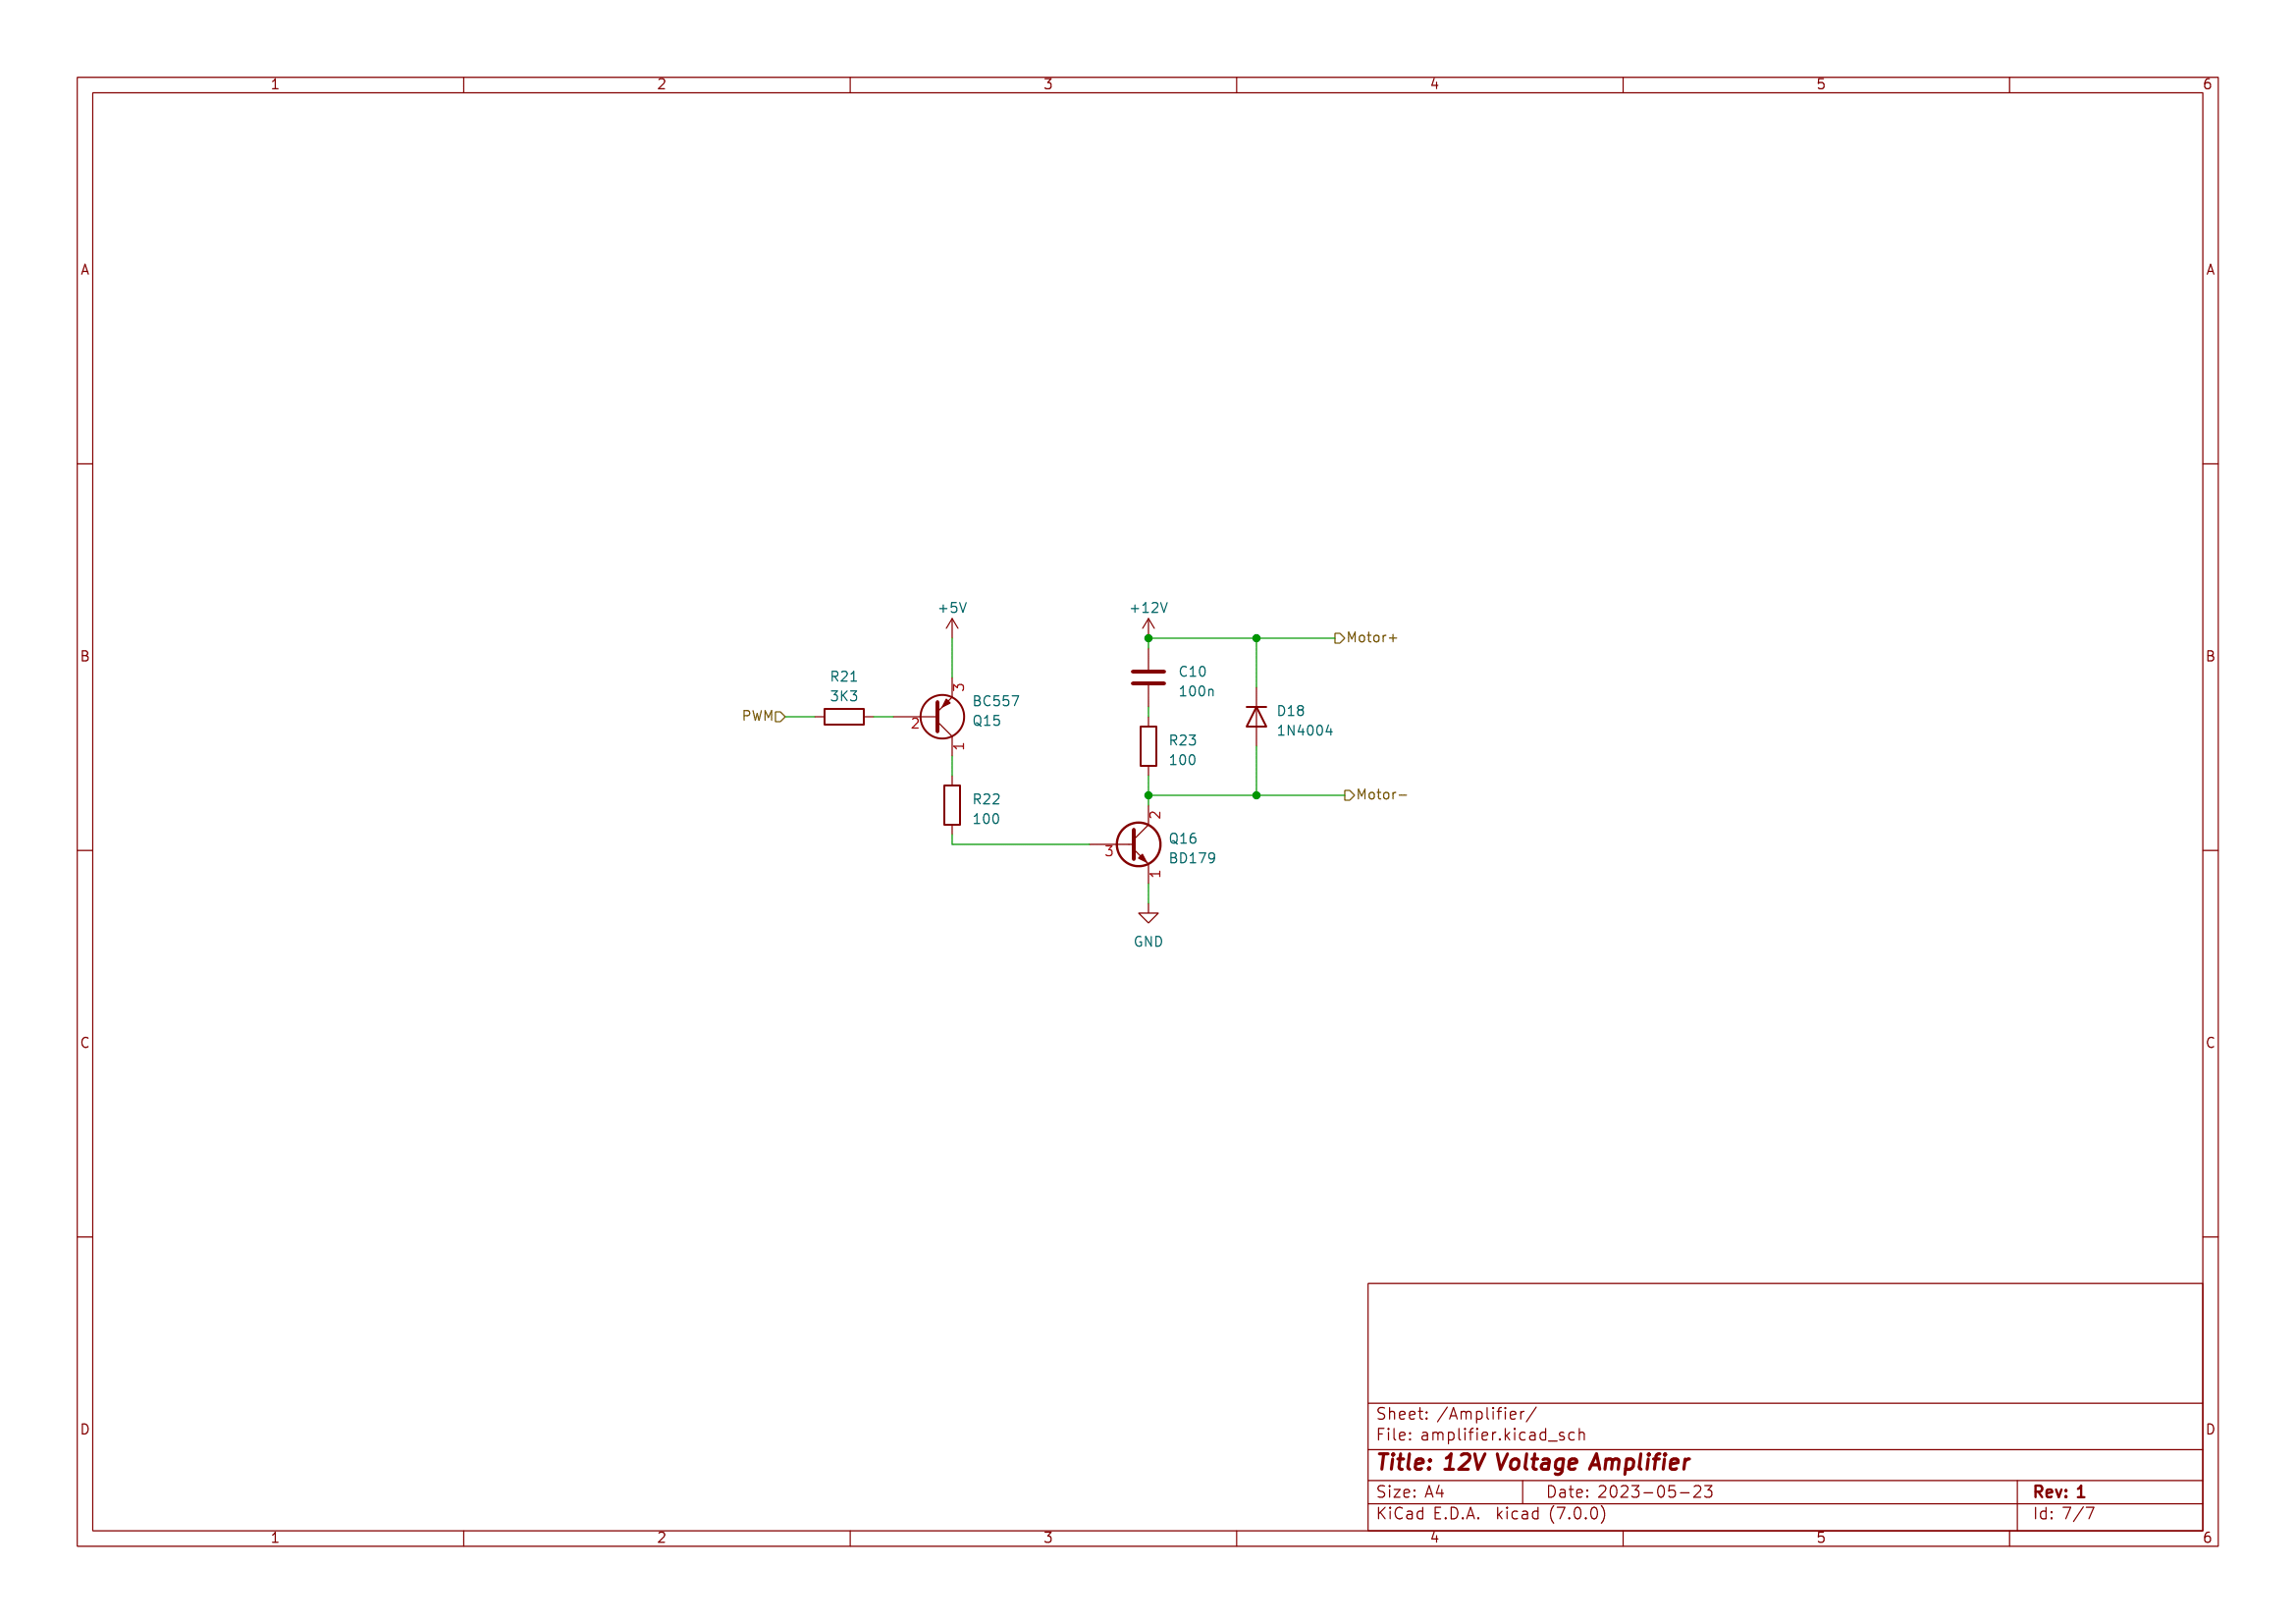 1 2 3 4 5 6
A A
+5V +12V
Motor+
B B
R21
3K3
C10
100n
3
BC557
Q15
PWM
2
D18
1N4004
1
R23
100
R22
100
Motor-
2
Q16
BD179
3
1
GND
C C
Sheet: /Amplifier/
D D
File: amplifier.kicad_sch
Title: 12V Voltage Amplifier
Size: A4 Date: 2023-05-23 Rev: 1
KiCad E.D.A. kicad (7.0.0) Id: 7/7
1 2 3 4 5 6